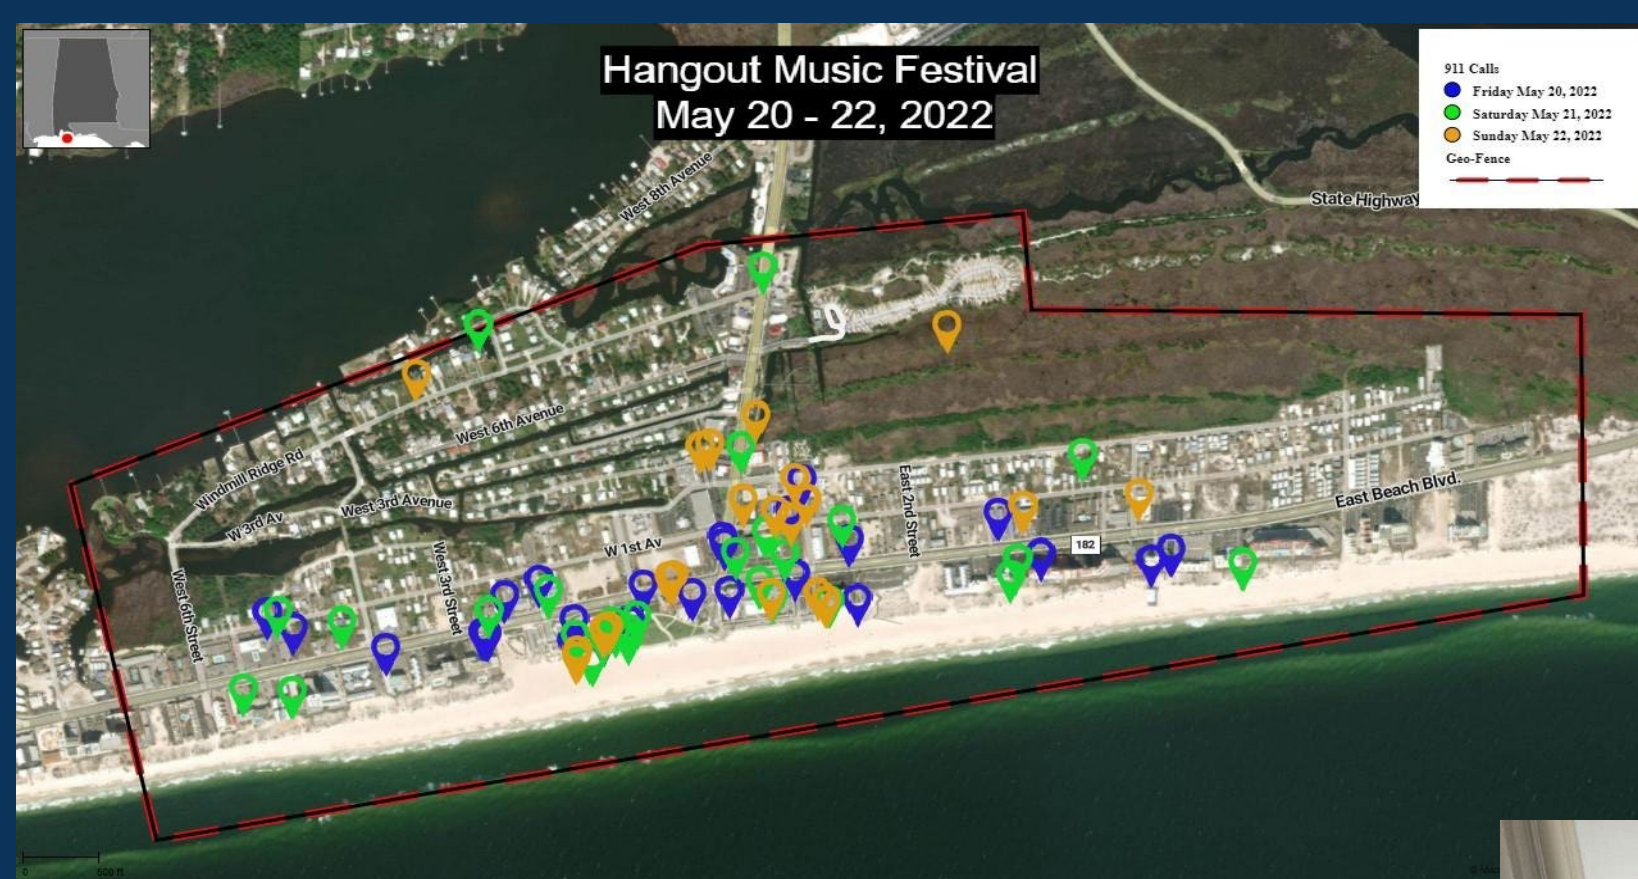 Hangout Music Festival
May 20 - 22, 2022
911 Calls
Friday May 20, 2022
Saturday May 21, 2022
Sunday May 22, 2022
Geo-Fence
State Highway
West 8th Avenue
West 6th Avenue
Windmill Ridge Rd
West 3rd Avenue
W 3rd Av
East 2nd Street
East Beach Blvd.
W 1st Av
182
West 3rd Street
West 6th Street
0 500 ft